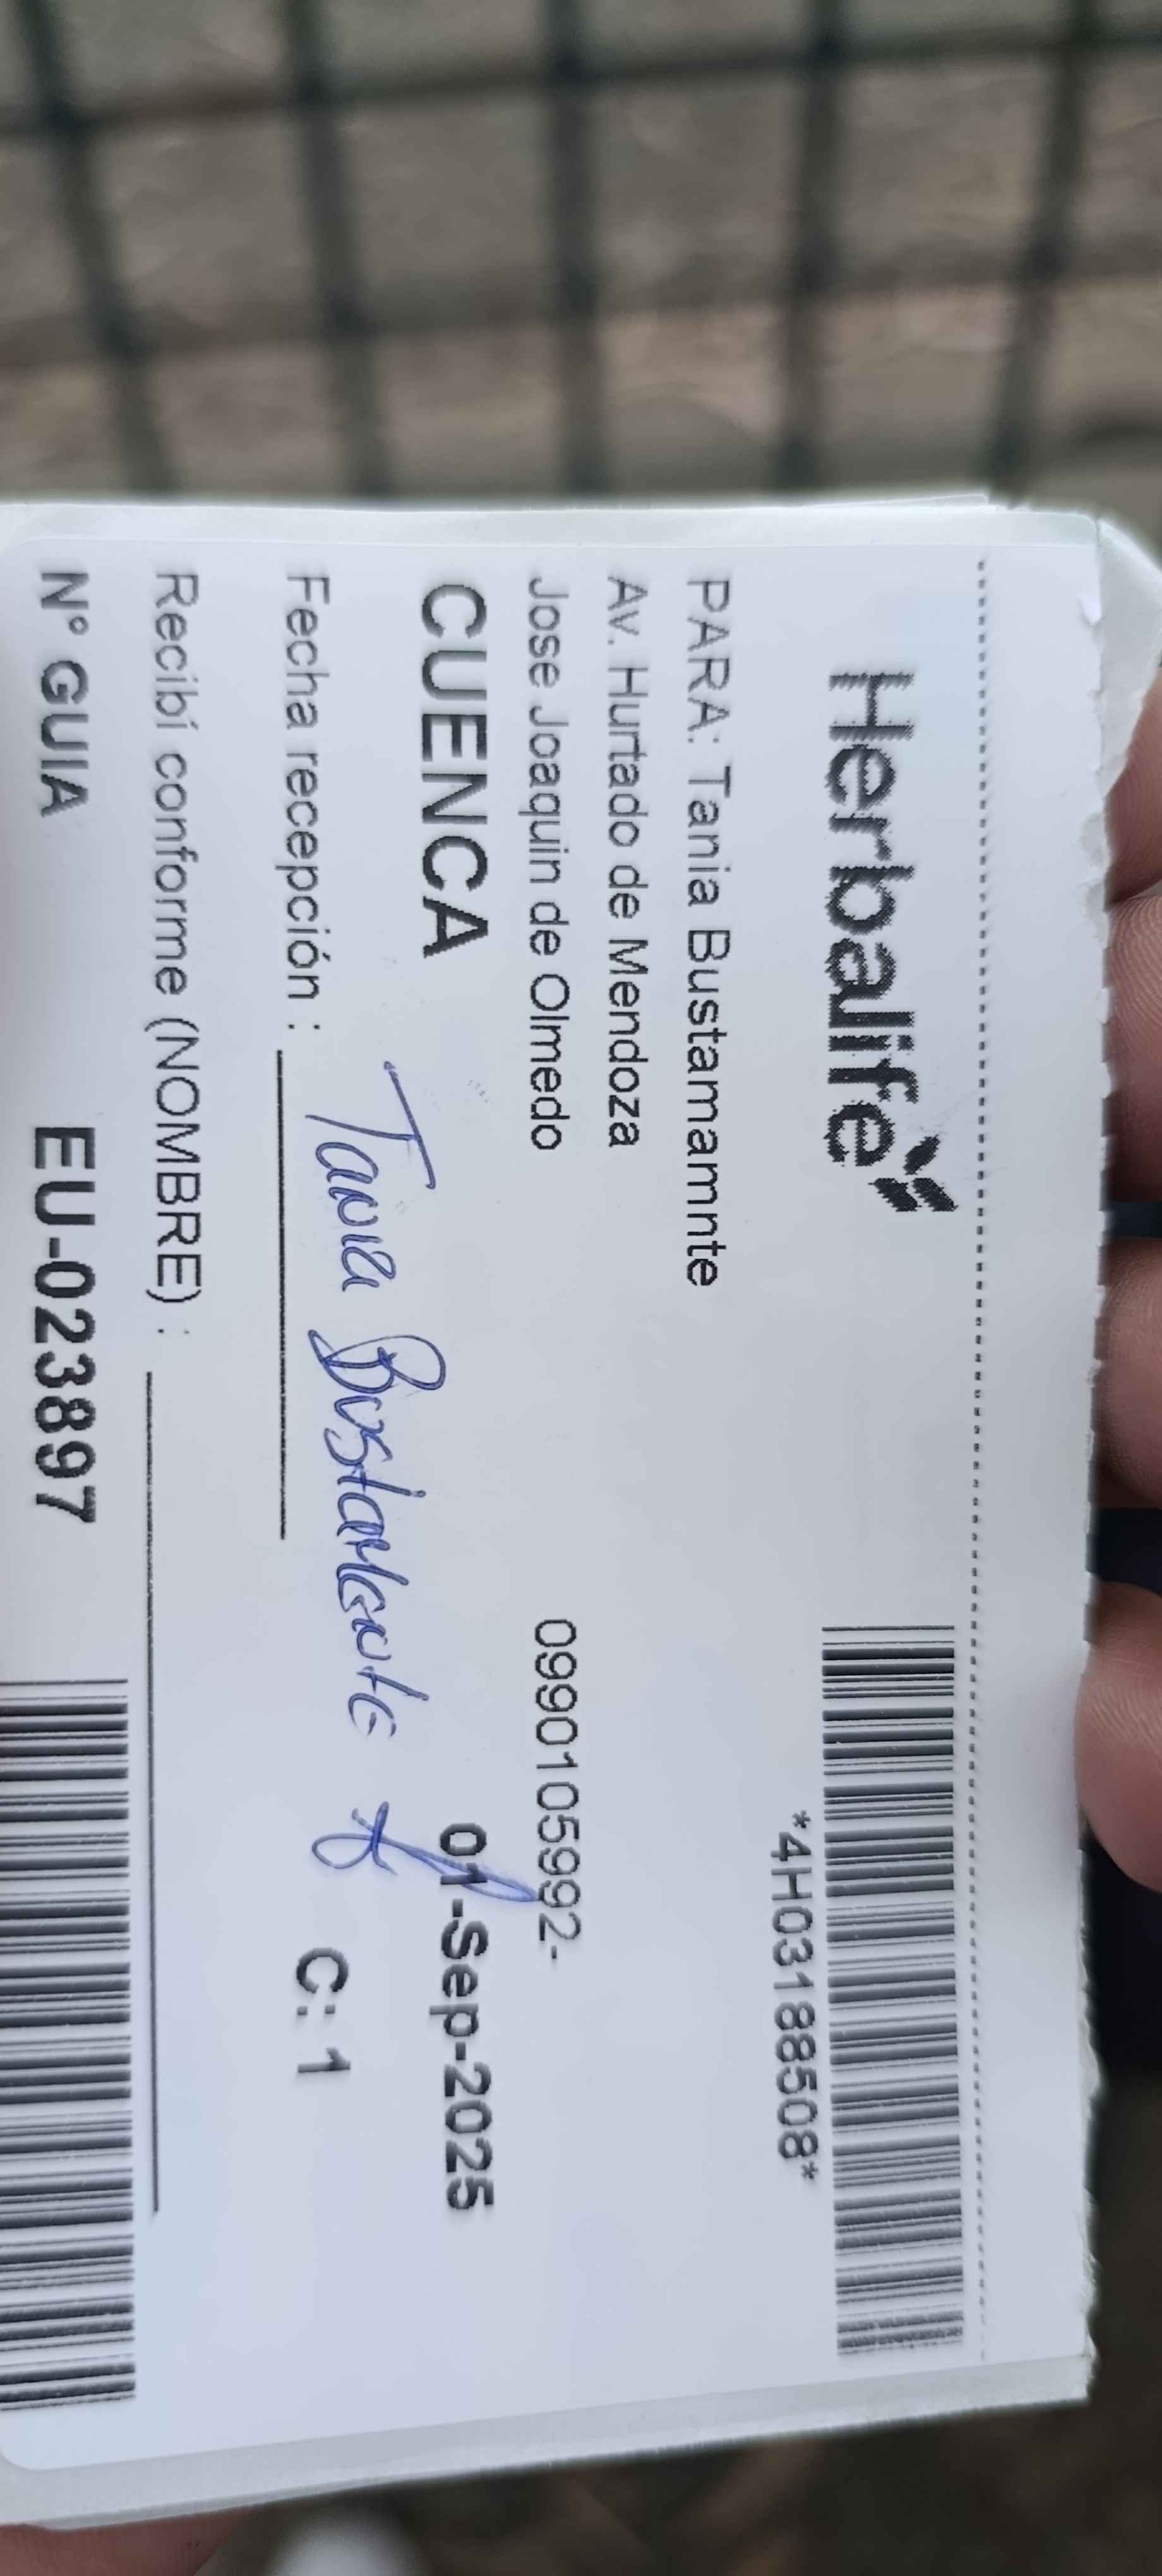 Herbalife
*4H03188508*
PARA: Tania Bustamamnte
Av. Hurtado de Mendoza
Jose Joaquin de Olmedo
0990105992-
CUENCA
01-Sep-2025
Tania Bustamante
Fecha recepción :
C: 1
Recibí conforme (NOMBRE) :
N° GUIA
EU-023897